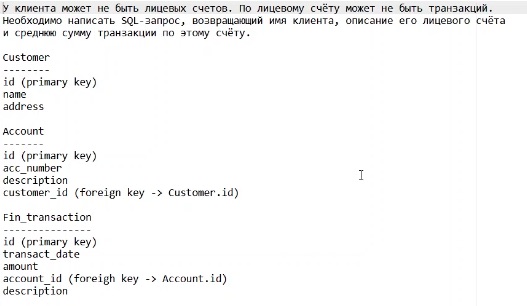 У клиента может не быть лицевых счетов. По лицевому счёту может не быть транзакций.
Необходимо написать SQL-запрос, возвращающий имя клиента, описание его лицевого счёта
и среднюю сумму транзакции по этому счёту.
Customer
--------
id (primary key)
name
address
Account
-------
id (primary key)
acc_number
description
customer_id (foreign key -> Customer.id)
Fin_transaction
---------------
id (primary key)
transact_date
amount
account_id (foreigh key -> Account.id)
description